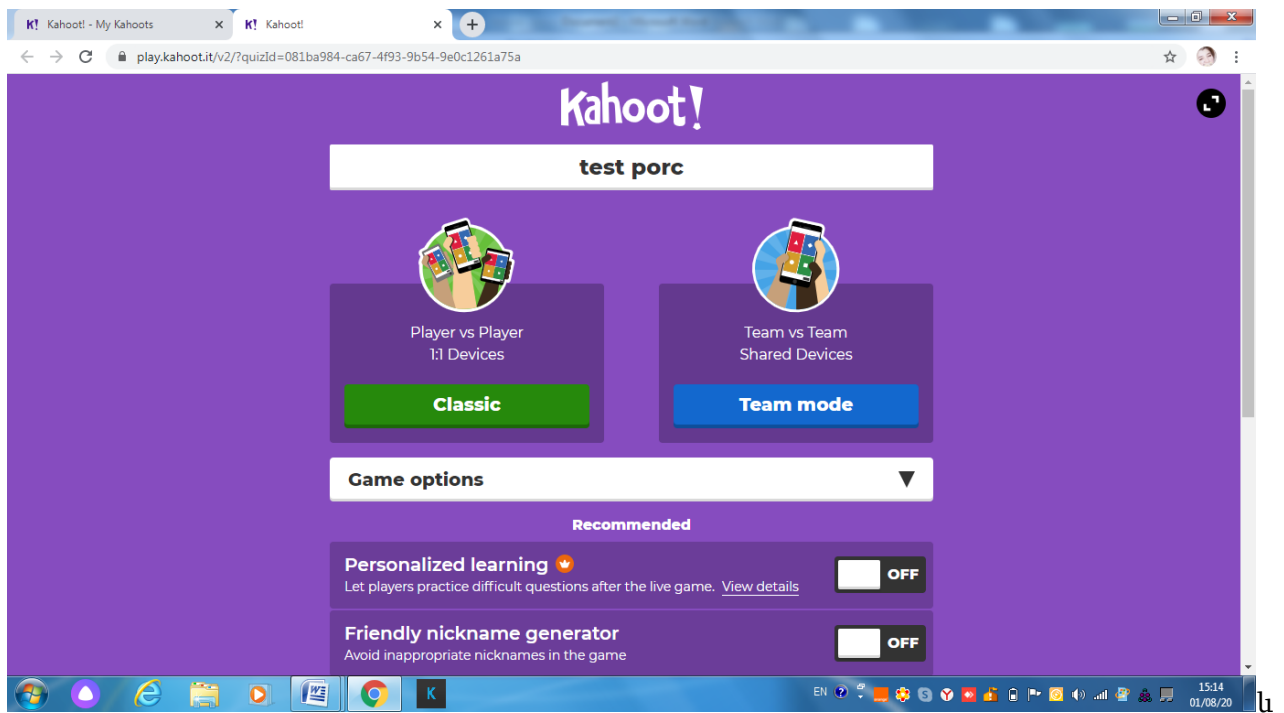 Kahoot! - My Kahoots
Kahoot!
play.kahoot.it/v2/?quizId=081ba984-ca67-4f93-9b54-9e0c1261a75a
Kahoot!
test porc
Player vs Player
1:1 Devices
Classic
Team vs Team
Shared Devices
Team mode
Game options
Recommended
Personalized learning
Let players practice difficult questions after the live game. View details
OFF
Friendly nickname generator
Avoid inappropriate nicknames in the game
OFF
EN
15:14
01/08/20